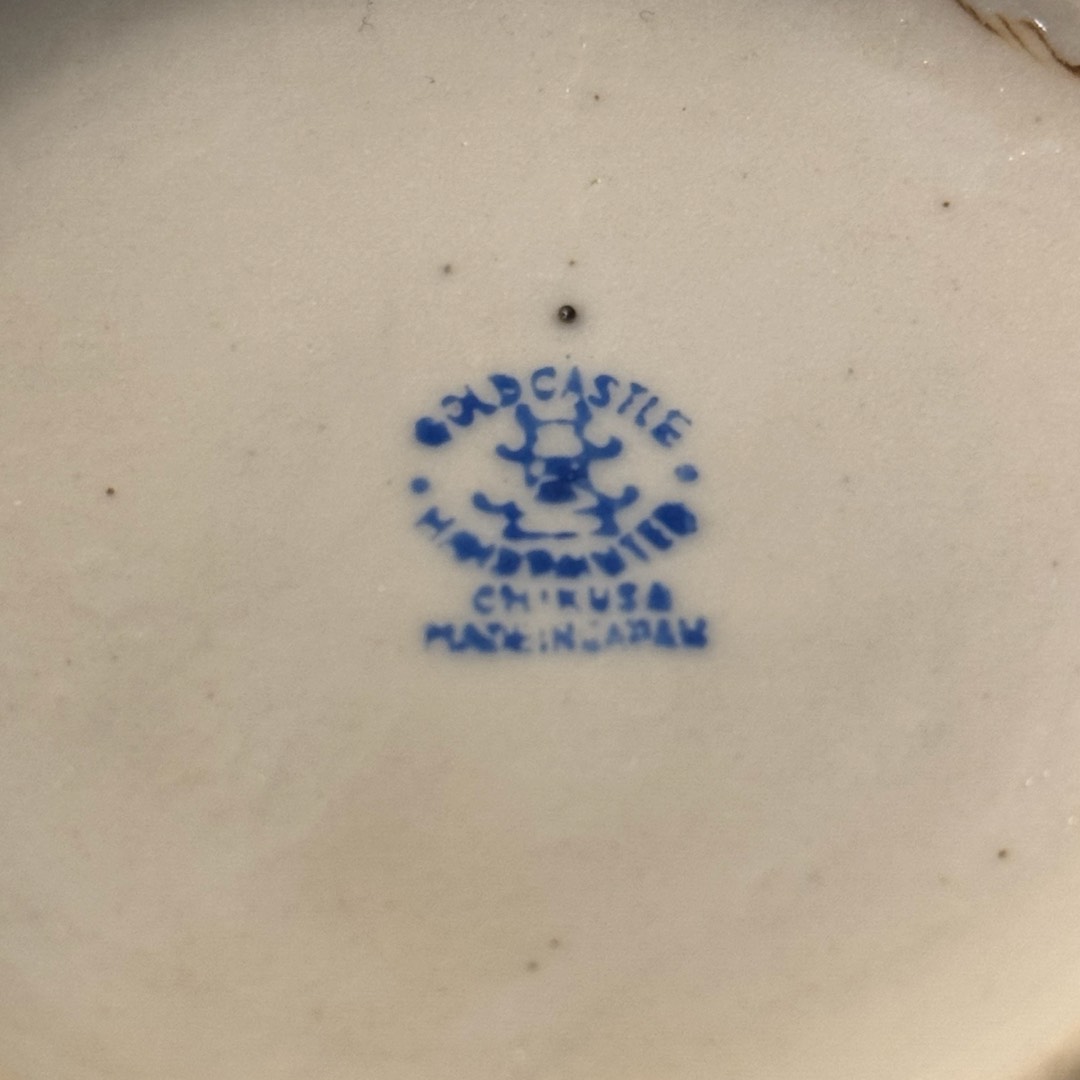 GOLDCASTLE
HANDPAINTED
CHIKUSA
MADE IN JAPAN